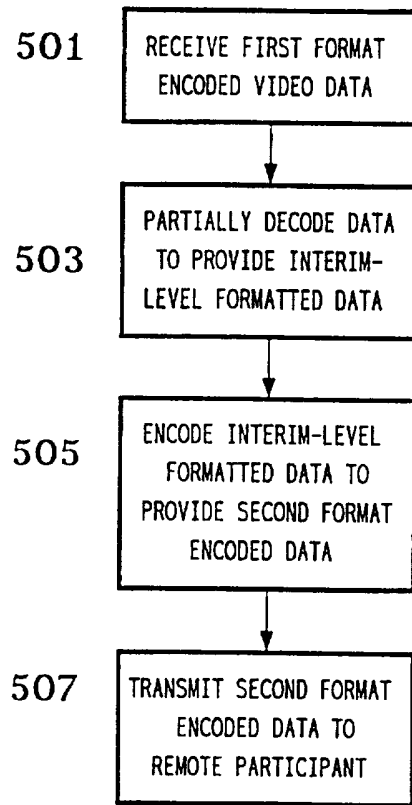 501
RECEIVE FIRST FORMAT
ENCODED VIDEO DATA
503
PARTIALLY DECODE DATA
TO PROVIDE INTERIM-
LEVEL FORMATTED DATA
505
ENCODE INTERIM-LEVEL
FORMATTED DATA TO
PROVIDE SECOND FORMAT
ENCODED DATA
507
TRANSMIT SECOND FORMAT
ENCODED DATA TO
REMOTE PARTICIPANT